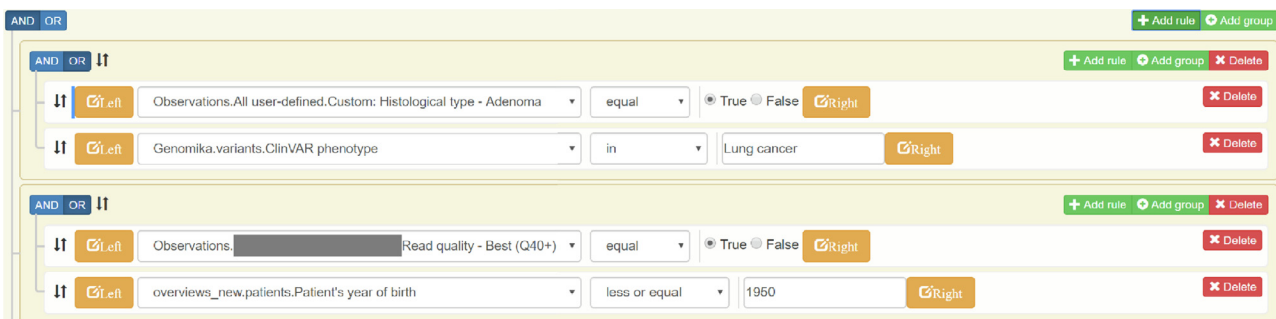 AND OR + Add rule Add group
AND OR + Add rule Add group × Delete
Left Observations.All user-defined.Custom: Histological type - Adenoma equal True False Right × Delete
Left Genomika.variants.ClinVAR phenotype in Lung cancer Right × Delete
AND OR + Add rule Add group × Delete
Left Observations. Read quality - Best (Q40+) equal True False Right × Delete
Left overviews_new.patients.Patient's year of birth less or equal 1950 Right × Delete